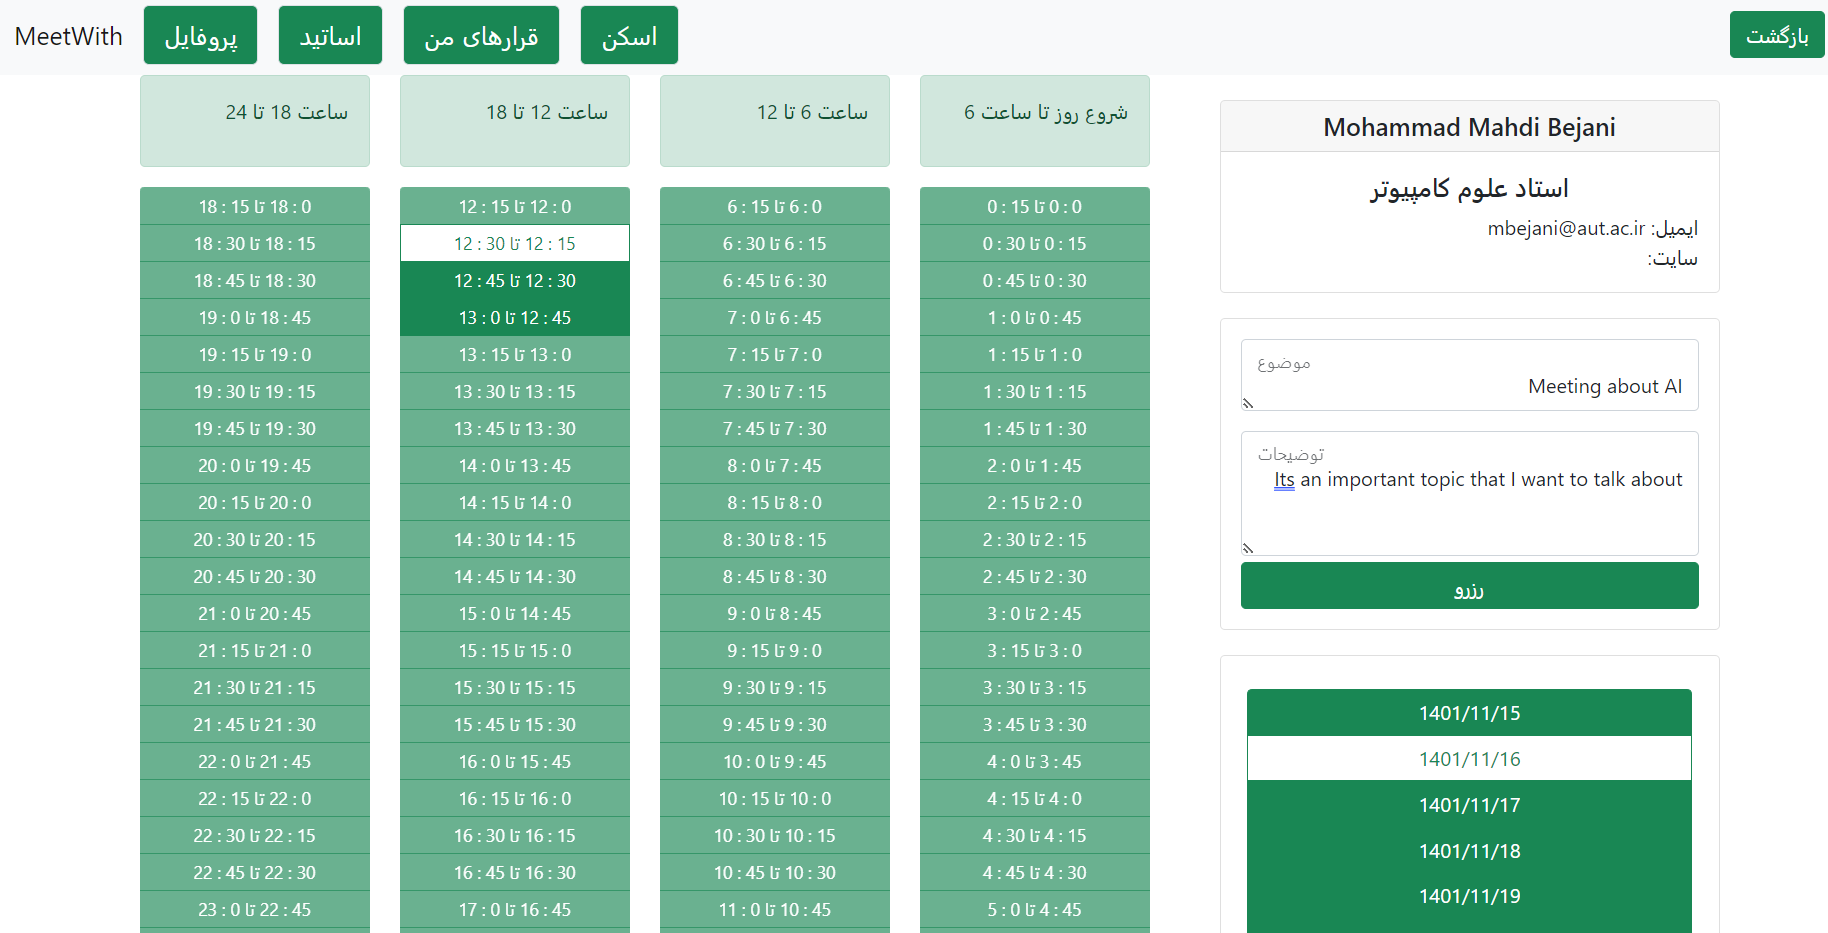 MeetWith
پروفایل
اساتید
قرارهای من
اسکن
بازگشت
Mohammad Mahdi Bejani
استاد علوم کامپیوتر
ایمیل: mbejani@aut.ac.ir
سایت:
موضوع
Meeting about AI
توضیحات
Its an important topic that I want to talk about
رزرو
1401/11/15
1401/11/16
1401/11/17
1401/11/18
1401/11/19
شروع روز تا ساعت 6
0 : 0 تا 0 : 15
0 : 15 تا 0 : 30
0 : 30 تا 0 : 45
0 : 45 تا 1 : 0
1 : 0 تا 1 : 15
1 : 15 تا 1 : 30
1 : 30 تا 1 : 45
1 : 45 تا 2 : 0
2 : 0 تا 2 : 15
2 : 15 تا 2 : 30
2 : 30 تا 2 : 45
2 : 45 تا 3 : 0
3 : 0 تا 3 : 15
3 : 15 تا 3 : 30
3 : 30 تا 3 : 45
3 : 45 تا 4 : 0
4 : 0 تا 4 : 15
4 : 15 تا 4 : 30
4 : 30 تا 4 : 45
4 : 45 تا 5 : 0
ساعت 6 تا 12
6 : 0 تا 6 : 15
6 : 15 تا 6 : 30
6 : 30 تا 6 : 45
6 : 45 تا 7 : 0
7 : 0 تا 7 : 15
7 : 15 تا 7 : 30
7 : 30 تا 7 : 45
7 : 45 تا 8 : 0
8 : 0 تا 8 : 15
8 : 15 تا 8 : 30
8 : 30 تا 8 : 45
8 : 45 تا 9 : 0
9 : 0 تا 9 : 15
9 : 15 تا 9 : 30
9 : 30 تا 9 : 45
9 : 45 تا 10 : 0
10 : 0 تا 10 : 15
10 : 15 تا 10 : 30
10 : 30 تا 10 : 45
10 : 45 تا 11 : 0
ساعت 12 تا 18
12 : 0 تا 12 : 15
12 : 15 تا 12 : 30
12 : 30 تا 12 : 45
12 : 45 تا 13 : 0
13 : 0 تا 13 : 15
13 : 15 تا 13 : 30
13 : 30 تا 13 : 45
13 : 45 تا 14 : 0
14 : 0 تا 14 : 15
14 : 15 تا 14 : 30
14 : 30 تا 14 : 45
14 : 45 تا 15 : 0
15 : 0 تا 15 : 15
15 : 15 تا 15 : 30
15 : 30 تا 15 : 45
15 : 45 تا 16 : 0
16 : 0 تا 16 : 15
16 : 15 تا 16 : 30
16 : 30 تا 16 : 45
16 : 45 تا 17 : 0
ساعت 18 تا 24
18 : 0 تا 18 : 15
18 : 15 تا 18 : 30
18 : 30 تا 18 : 45
18 : 45 تا 19 : 0
19 : 0 تا 19 : 15
19 : 15 تا 19 : 30
19 : 30 تا 19 : 45
19 : 45 تا 20 : 0
20 : 0 تا 20 : 15
20 : 15 تا 20 : 30
20 : 30 تا 20 : 45
20 : 45 تا 21 : 0
21 : 0 تا 21 : 15
21 : 15 تا 21 : 30
21 : 30 تا 21 : 45
21 : 45 تا 22 : 0
22 : 0 تا 22 : 15
22 : 15 تا 22 : 30
22 : 30 تا 22 : 45
22 : 45 تا 23 : 0